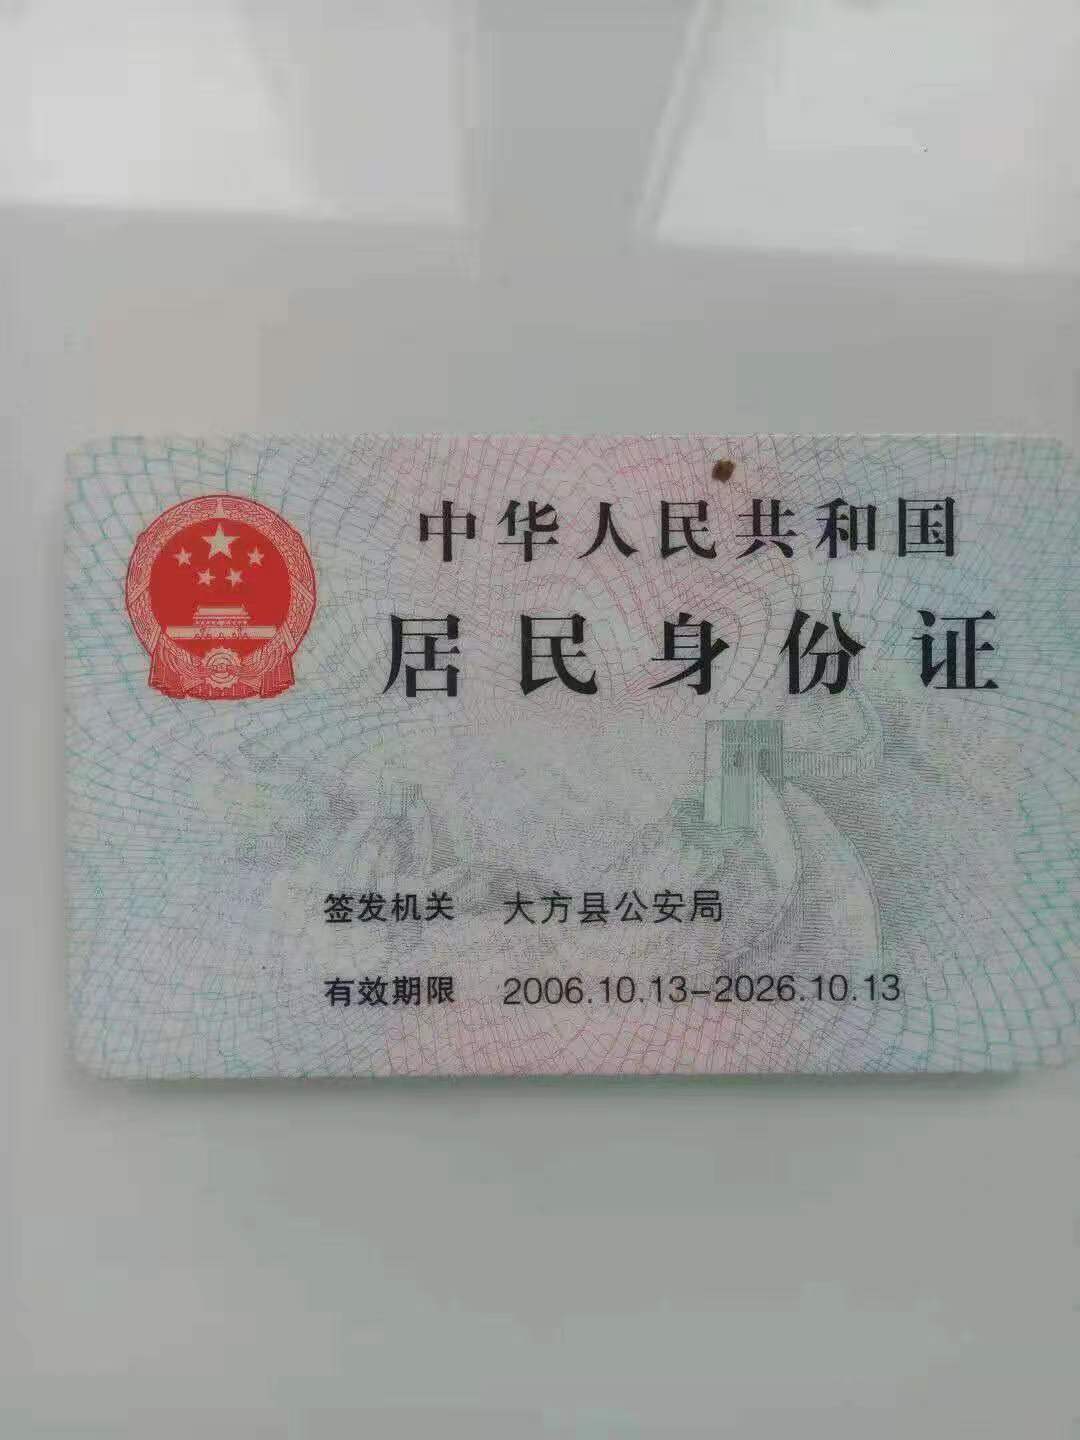 中华人民共和国
居民身份证
签发机关 大方县公安局
有效期限 2006.10.13-2026.10.13